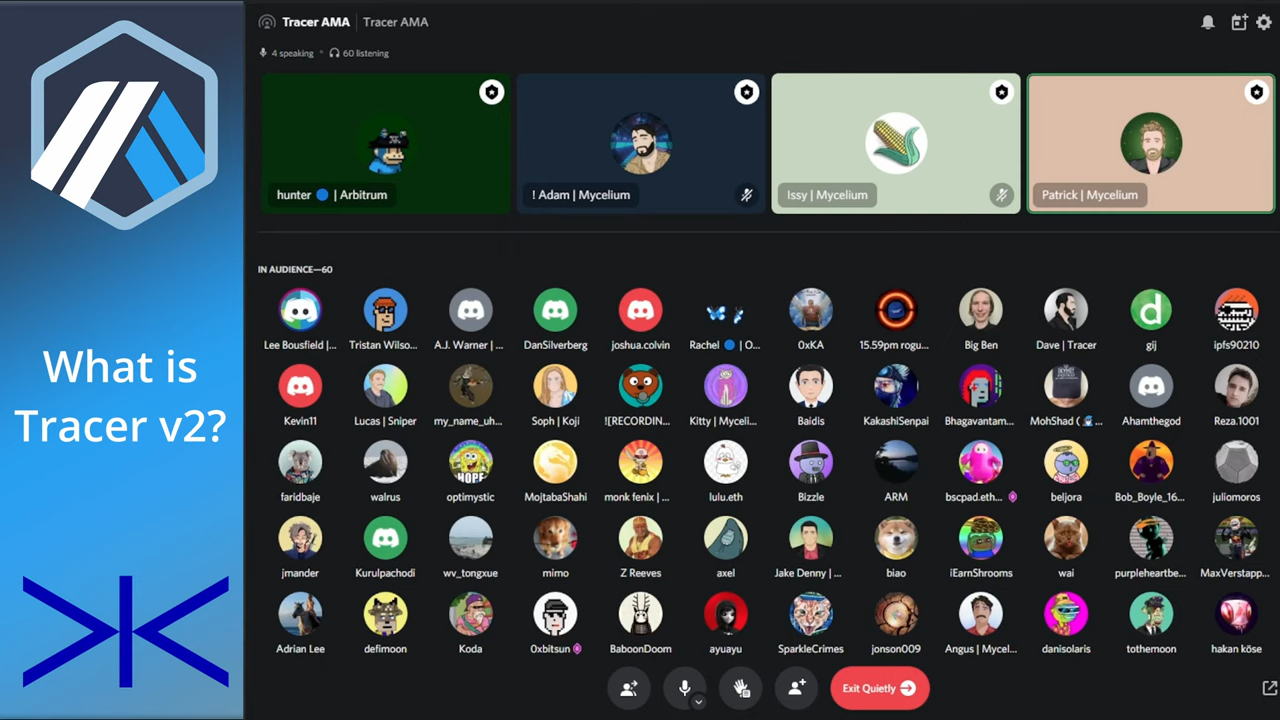 What is
Tracer v2?
Tracer AMA | Tracer AMA
4 speaking • 60 listening
hunter 🔵 | Arbitrum
! Adam | Mycelium
Issy | Mycelium
Patrick | Mycelium
IN AUDIENCE—60
Lee Bousfield |... Tristan Wilso... A.J. Warner | ... DanSilverberg joshua.colvin Rachel 🔵 | O... 0xKA 15.59pm rogu... Big Ben Dave | Tracer gij ipfs90210
Kevin11 Lucas | Sniper my_name_uh... Soph | Koji ![RECORDIN... Kitty | Myceli... Baidis KakashiSenpai Bhagavantam... MohShad ( ... Ahamthegod Reza.1001
HOPE
faridbaje walrus optimystic MojtabaShahi monk fenix | ... lulu.eth Bizzle ARM bscpad.eth... beljora Bob_Boyle_16... juliomoros
jmander Kurulpachodi wv_tongxue mimo Z Reeves axel Jake Denny | ... biao iEarnShrooms wai purpleheartbe... MaxVerstapp...
Adrian Lee defimoon Koda 0xbitsun BaboonDoom ayuayu SparkleCrimes jonson009 Angus | Mycel... danisolaris tothemoon hakan köse
Exit Quietly